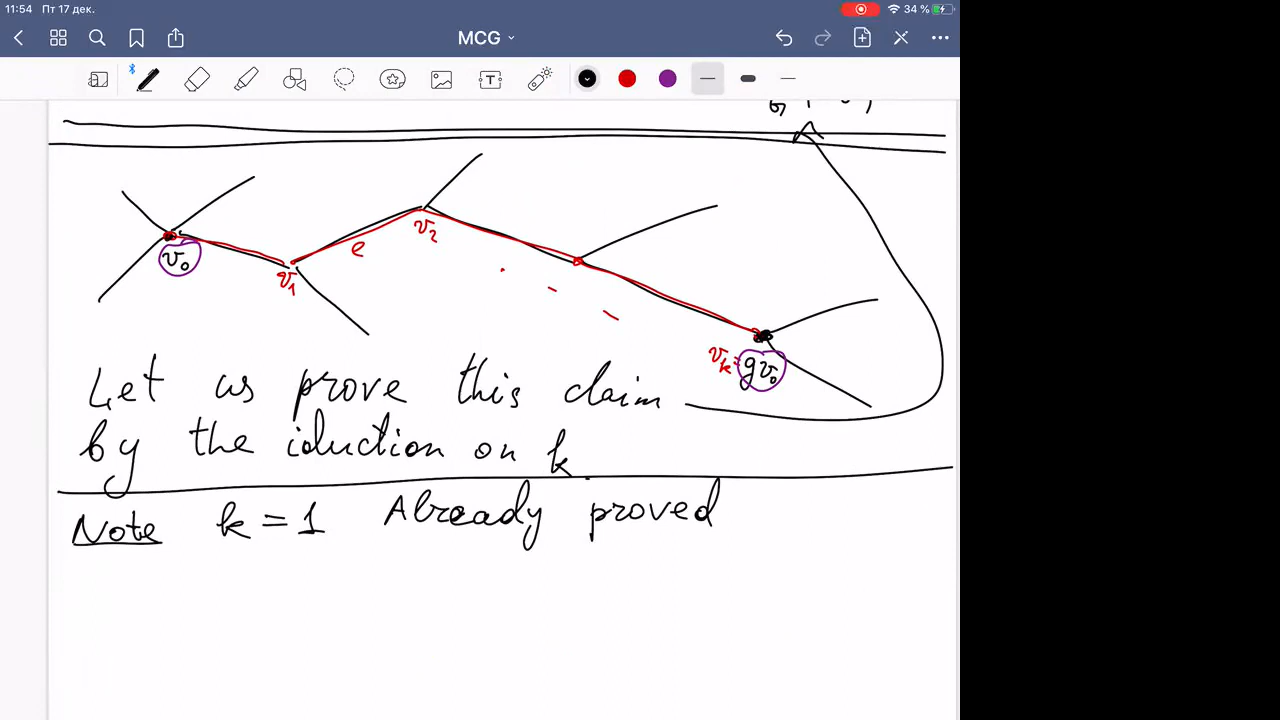 11:54 Пт 17 дек.
34 %
MCG
v₀
v₁
e
v₂
vₖ = gv₀
Let us prove this claim
by the iduction on k.
Note k = 1 Already proved